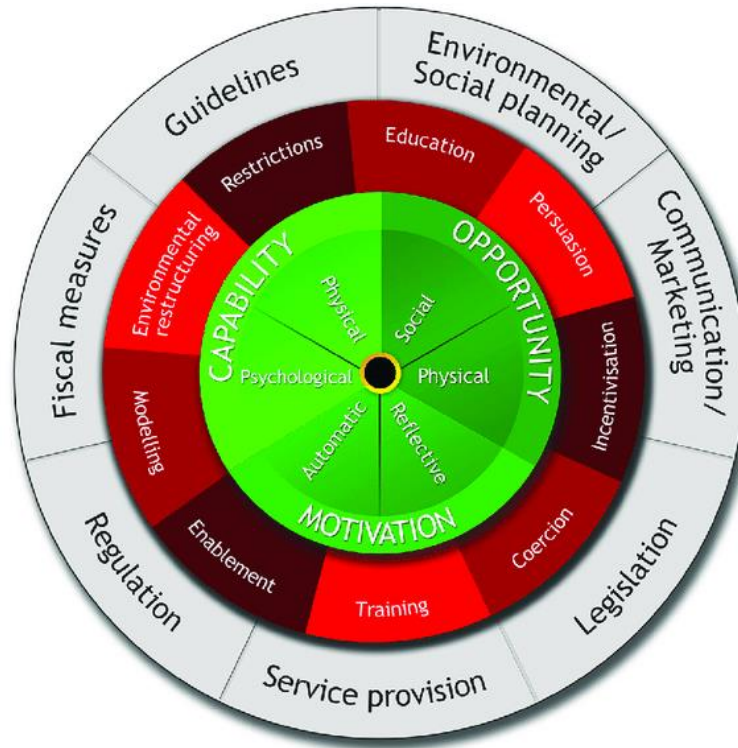 Environmental/
Social planning
Communication/
Marketing
Legislation
Service provision
Regulation
Fiscal measures
Guidelines
Education
Persuasion
Incentivisation
Coercion
Training
Enablement
Modelling
Environmental
restructuring
Restrictions
CAPABILITY
Physical
Psychological
OPPORTUNITY
Social
Physical
MOTIVATION
Automatic
Reflective